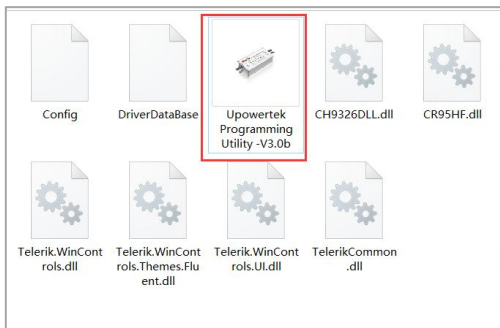 Config
DriverDataBase
Upowertek
Programming
Utility -V3.0b
CH9326DLL.dll
CR95HF.dll
Telerik.WinCont
rols.dll
Telerik.WinCont
rols.Themes.Flu
ent.dll
Telerik.WinCont
rols.UI.dll
TelerikCommon
.dll